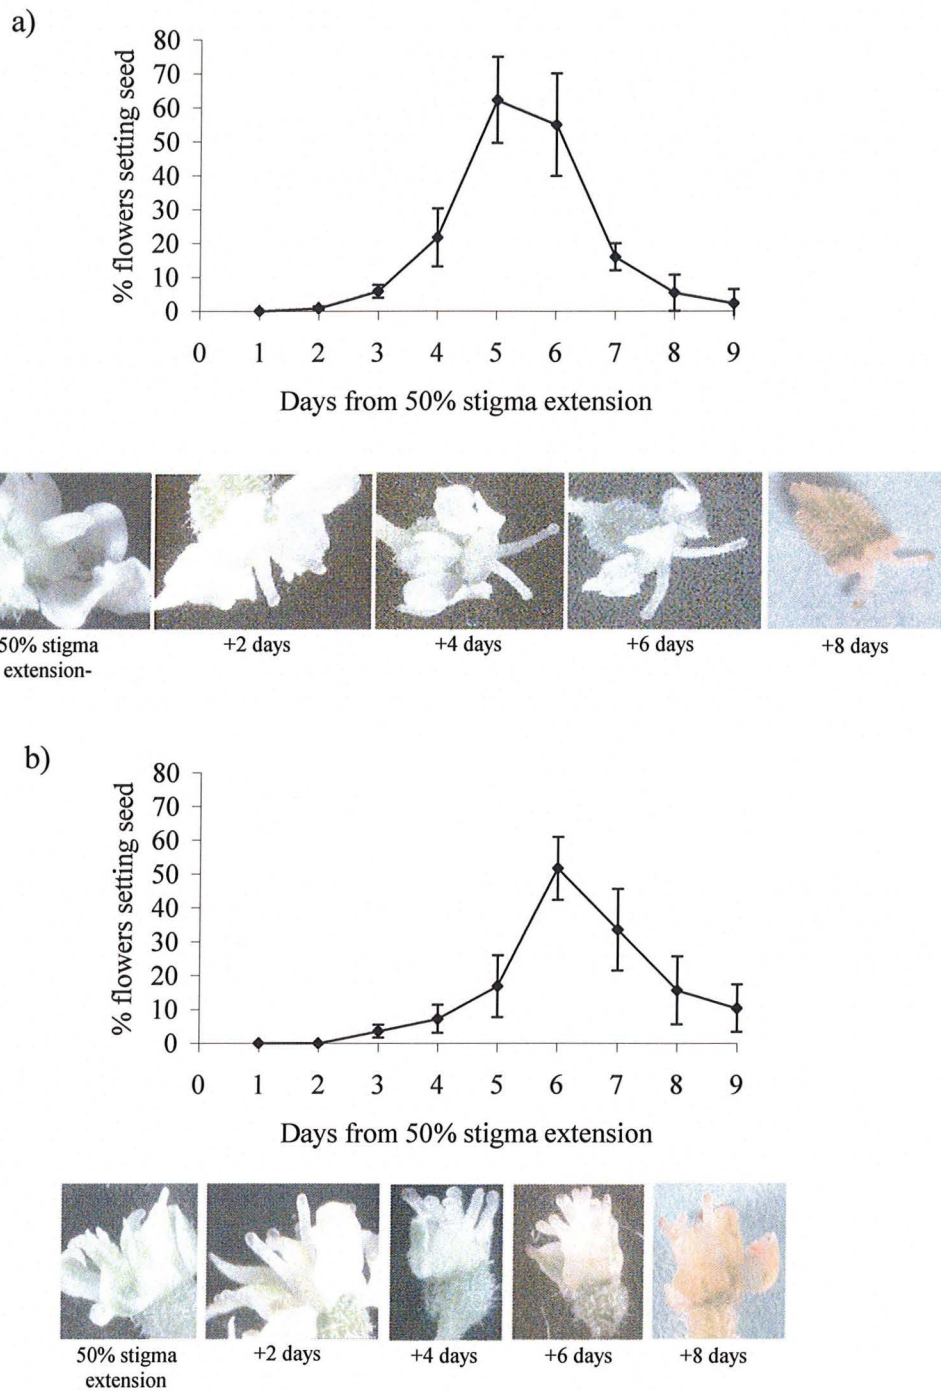 a)
80
70
60
50
40
30
20
10
0
% flowers setting seed
0 1 2 3 4 5 6 7 8 9
Days from 50% stigma extension
50% stigma
extension-
+2 days
+4 days
+6 days
+8 days
b)
80
70
60
50
40
30
20
10
0
% flowers setting seed
0 1 2 3 4 5 6 7 8 9
Days from 50% stigma extension
50% stigma
extension
+2 days
+4 days
+6 days
+8 days